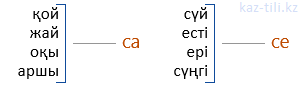 kaz-tili.kz
қой
жай
оқы
аршы
са
сүй
есті
ері
сүңгі
се